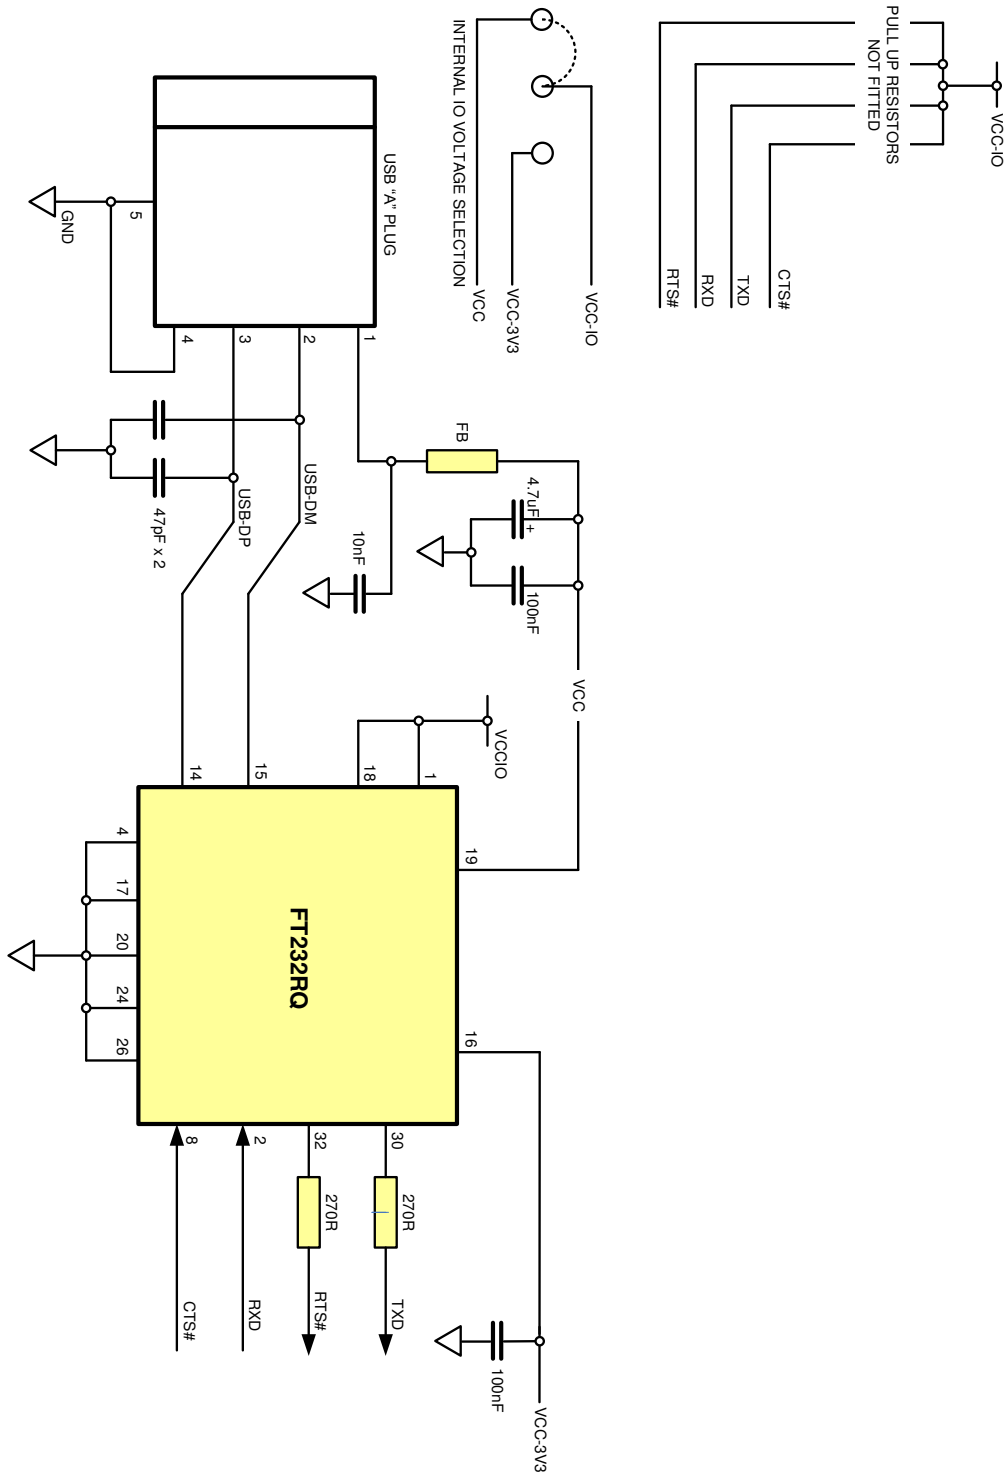 VCC-IO
PULL UP RESISTORS
NOT FITTED
CTS#
TXD
RXD
RTS#
VCC-IO
VCC-3V3
VCC
INTERNAL IO VOLTAGE SELECTION
USB "A" PLUG
1
2
3
4
5
GND
FB
4.7uF +
100nF
10nF
47pF x 2
USB-DM
USB-DP
VCC
VCCIO
1
18
15
14
19
16
FT232RQ
4
17
20
24
26
30
270R
TXD
32
270R
RTS#
2
RXD
8
CTS#
100nF
VCC-3V3